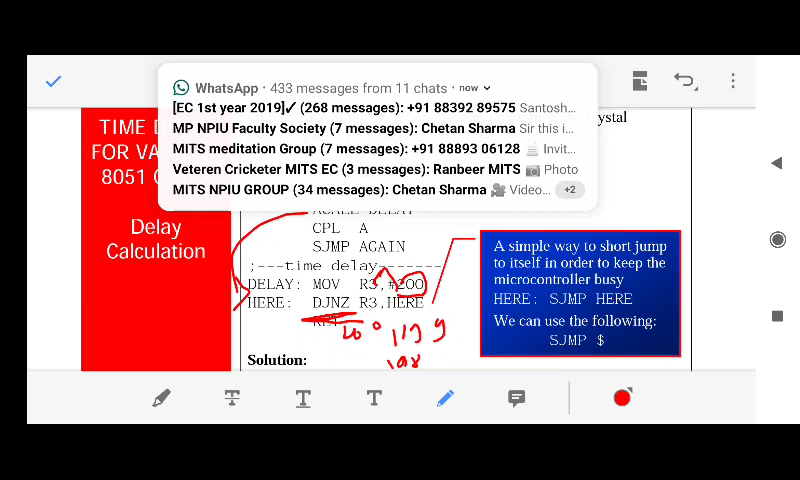 WhatsApp · 433 messages from 11 chats · now
[EC 1st year 2019]✓ (268 messages): +91 88392 89575 Santosh...
MP NPIU Faculty Society (7 messages): Chetan Sharma Sir this i...
MITS meditation Group (7 messages): +91 88893 06128 Invit...
Veteren Cricketer MITS EC (3 messages): Ranbeer MITS Photo
MITS NPIU GROUP (34 messages): Chetan Sharma Video... +2
ystal
TIME D
FOR VA
8051
Delay
Calculation
CPL A
SJMP AGAIN
;---time delay-------
DELAY: MOV R3,#200
HERE: DJNZ R3,HERE
Solution:
A simple way to short jump
to itself in order to keep the
microcontroller busy
HERE: SJMP HERE
We can use the following:
SJMP $
T T T